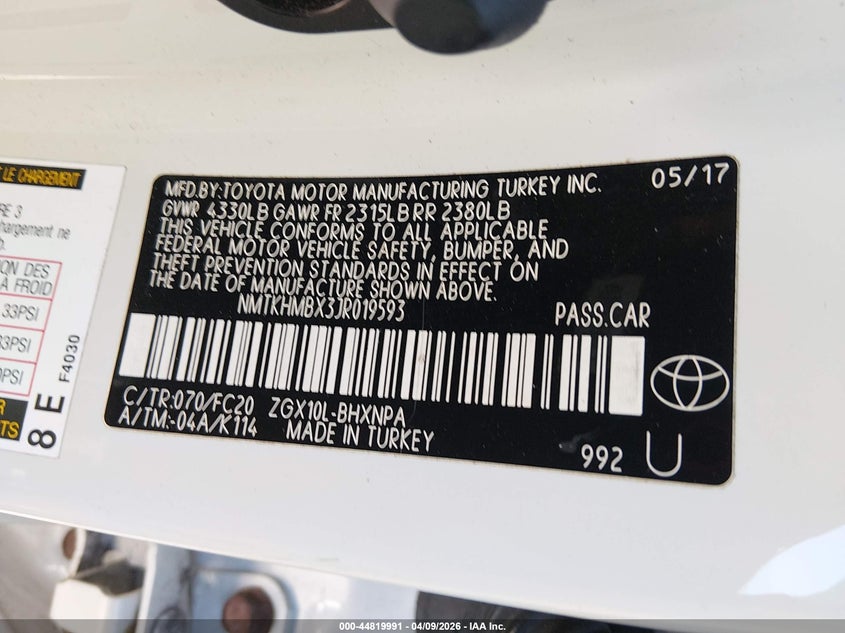 T LE CHARGEMENT
RE 3
chargement ne
ION DES
À FROID
33PSI
33PSI
0PSI
8 E F4030
MFD.BY:TOYOTA MOTOR MANUFACTURING TURKEY INC. 05/17
GVWR 4330LB GAWR FR 2315LB RR 2380LB
THIS VEHICLE CONFORMS TO ALL APPLICABLE
FEDERAL MOTOR VEHICLE SAFETY, BUMPER, AND
THEFT PREVENTION STANDARDS IN EFFECT ON
THE DATE OF MANUFACTURE SHOWN ABOVE.
NMTKHMBX3JR019593 PASS.CAR
C/TR:070/FC20 ZGX10L-BHXNPA
A/TM:-04A/K114 MADE IN TURKEY
992 U
000-44819991 - 04/09/2026 - IAA Inc.